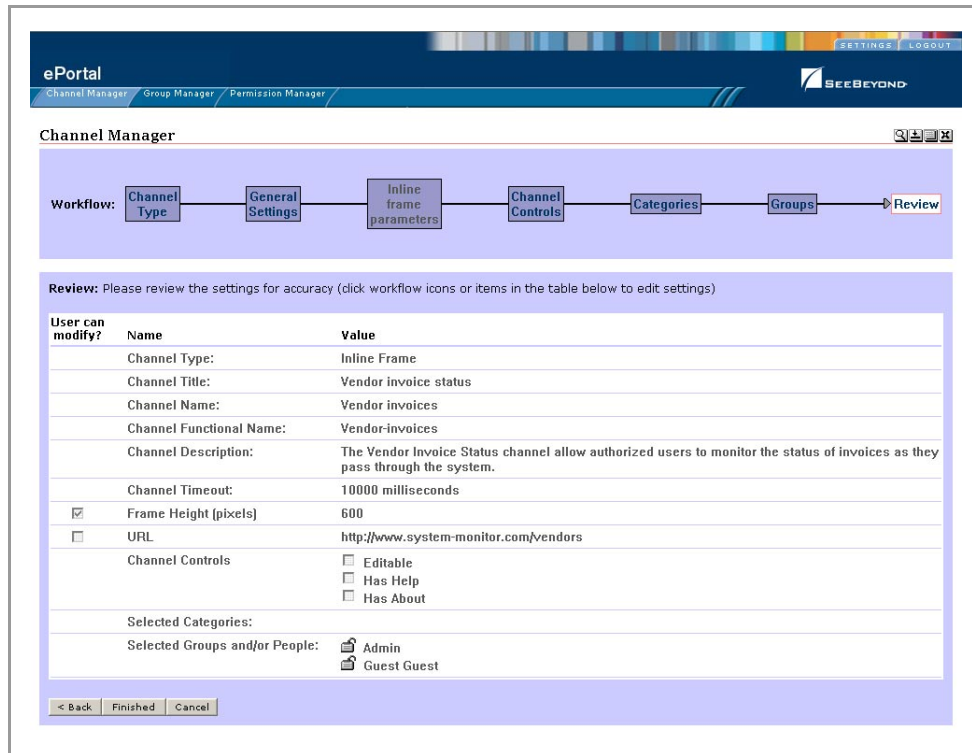 SETTINGS LOGOUT
ePortal
SEEBEYOND
Channel Manager Group Manager Permission Manager
Channel Manager
Workflow:
Channel
Type
General
Settings
Inline
frame
parameters
Channel
Controls
Categories
Groups
Review
Review: Please review the settings for accuracy (click workflow icons or items in the table below to edit settings)
User can
modify? Name Value
Channel Type: Inline Frame
Channel Title: Vendor invoice status
Channel Name: Vendor invoices
Channel Functional Name: Vendor-invoices
Channel Description: The Vendor Invoice Status channel allow authorized users to monitor the status of invoices as they
pass through the system.
Channel Timeout: 10000 milliseconds
Frame Height (pixels) 600
URL http://www.system-monitor.com/vendors
Channel Controls Editable
Has Help
Has About
Selected Categories:
Selected Groups and/or People: Admin
Guest Guest
< Back Finished Cancel